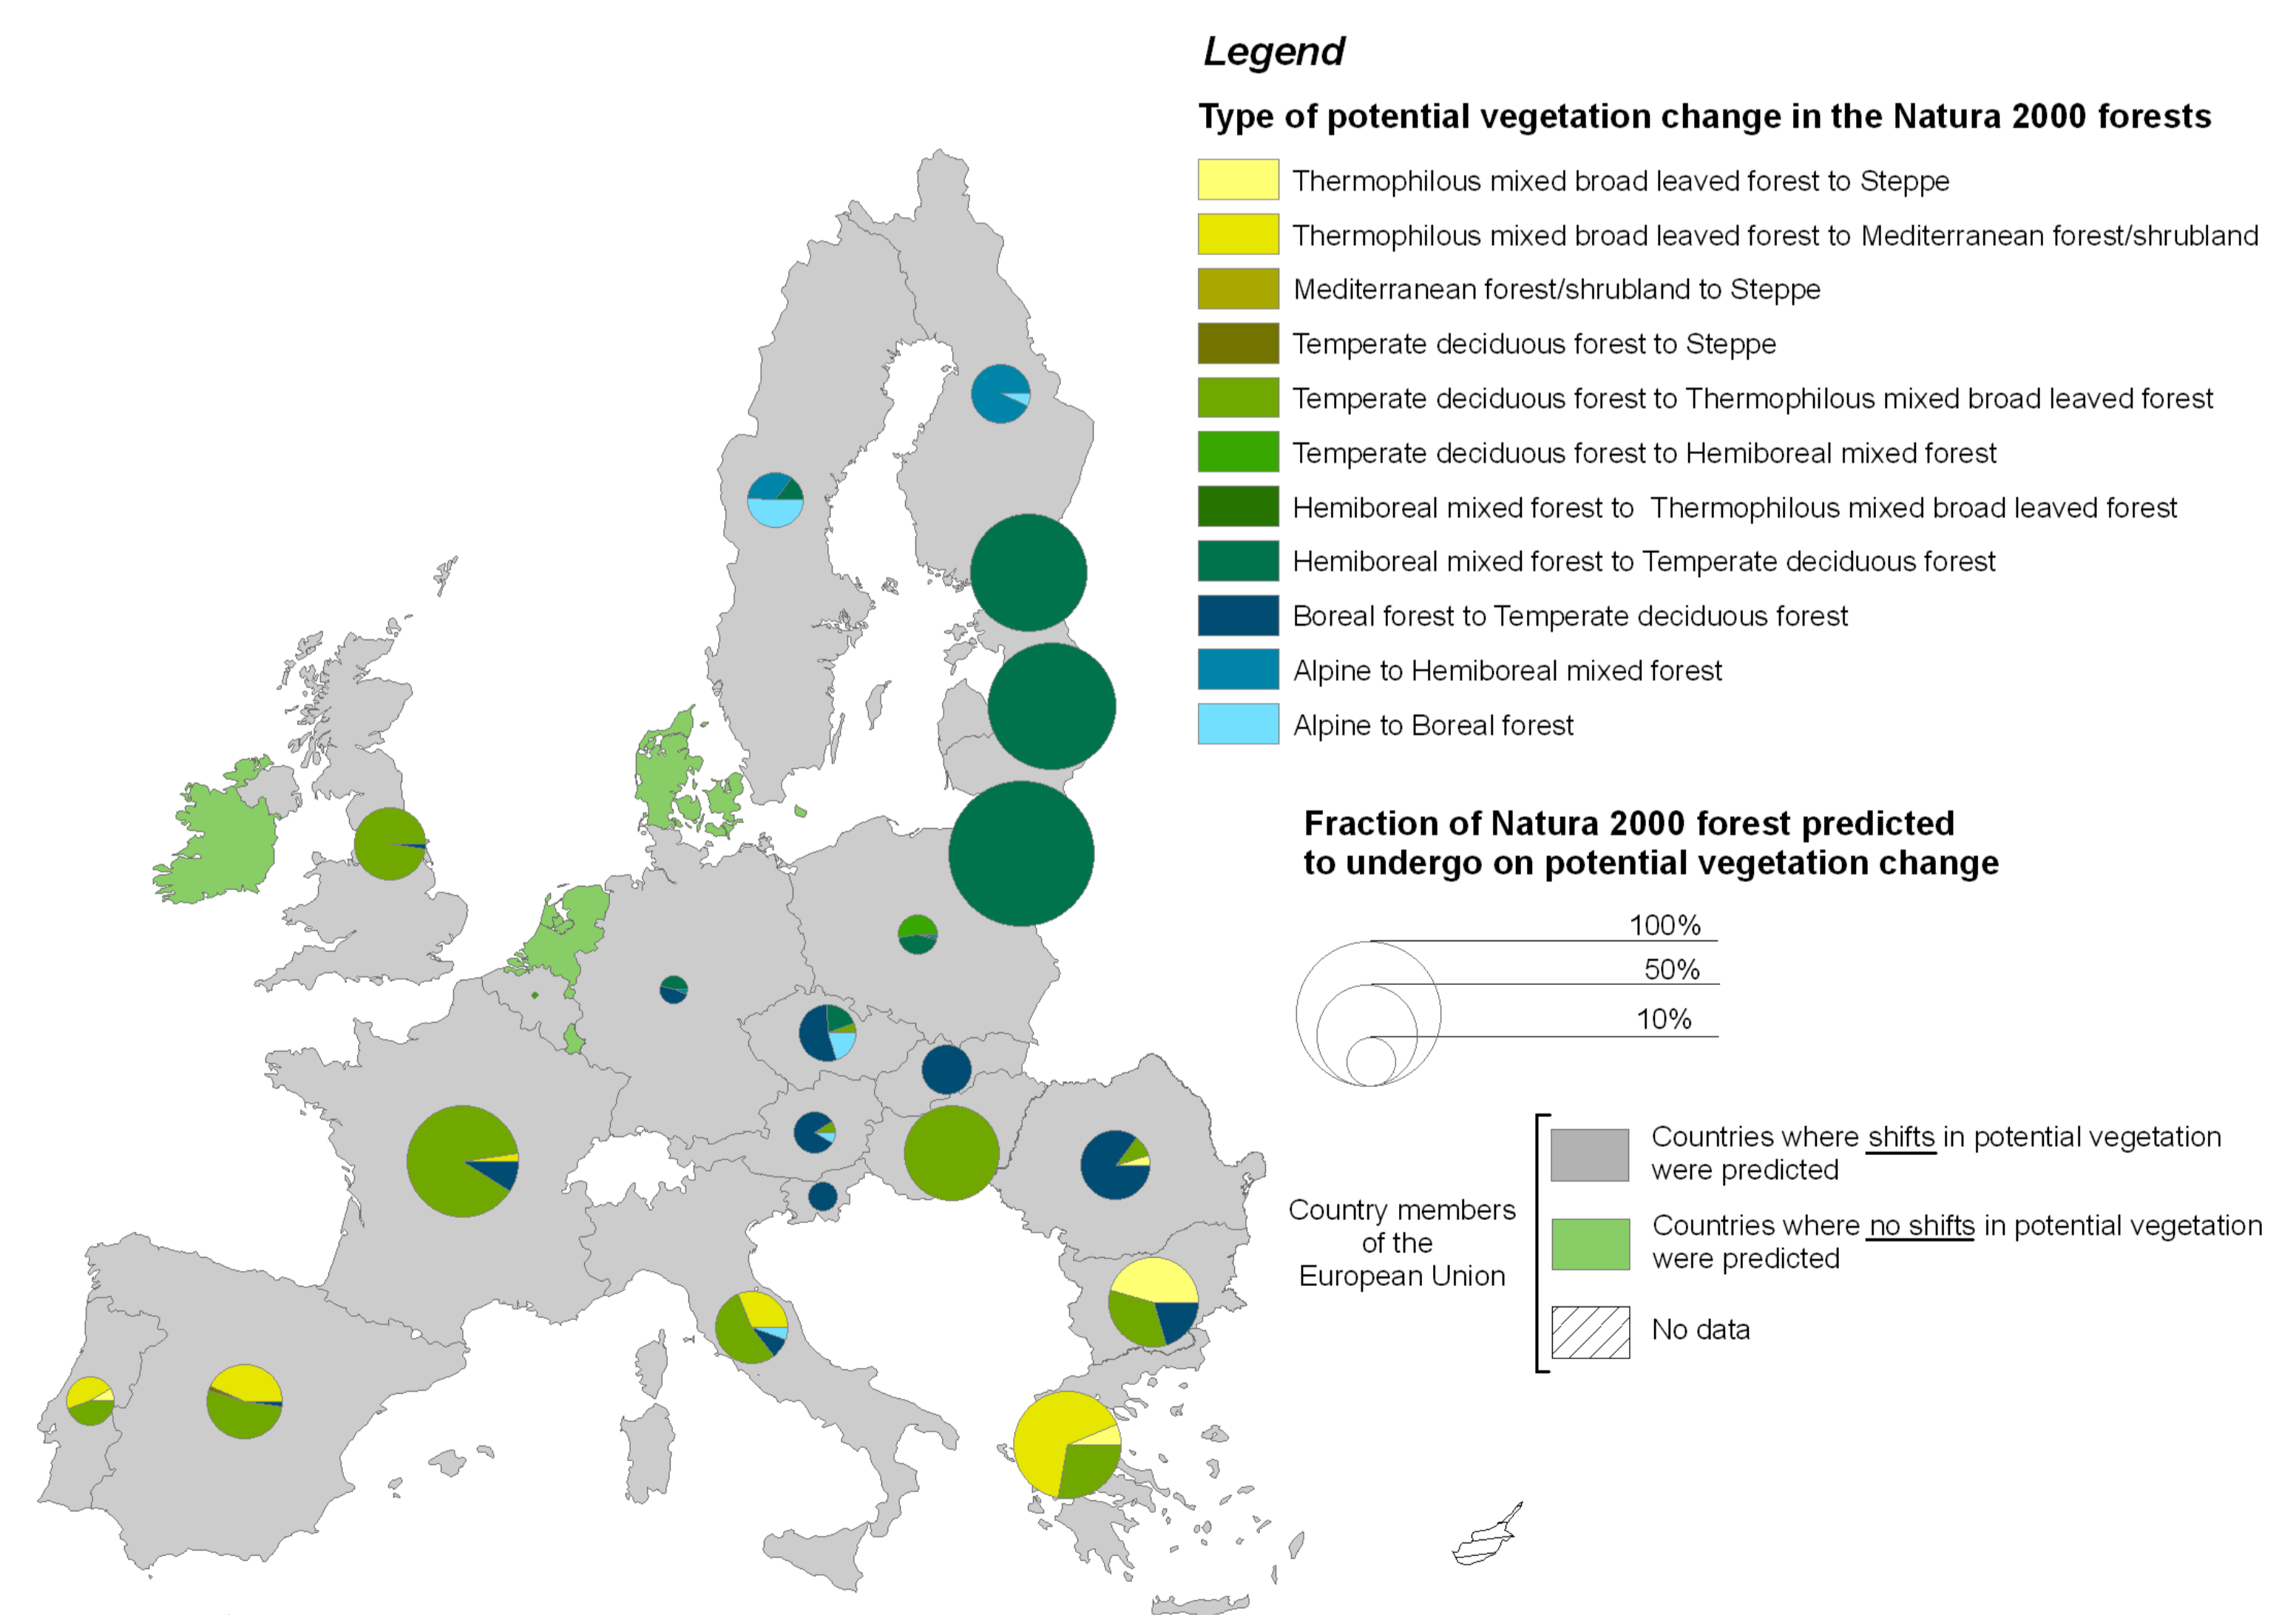 Legend
Type of potential vegetation change in the Natura 2000 forests
Thermophilous mixed broad leaved forest to Steppe
Thermophilous mixed broad leaved forest to Mediterranean forest/shrubland
Mediterranean forest/shrubland to Steppe
Temperate deciduous forest to Steppe
Temperate deciduous forest to Thermophilous mixed broad leaved forest
Temperate deciduous forest to Hemiboreal mixed forest
Hemiboreal mixed forest to Thermophilous mixed broad leaved forest
Hemiboreal mixed forest to Temperate deciduous forest
Boreal forest to Temperate deciduous forest
Alpine to Hemiboreal mixed forest
Alpine to Boreal forest
Fraction of Natura 2000 forest predicted
to undergo on potential vegetation change
100%
50%
10%
Country members
of the
European Union
Countries where shifts in potential vegetation
were predicted
Countries where no shifts in potential vegetation
were predicted
No data